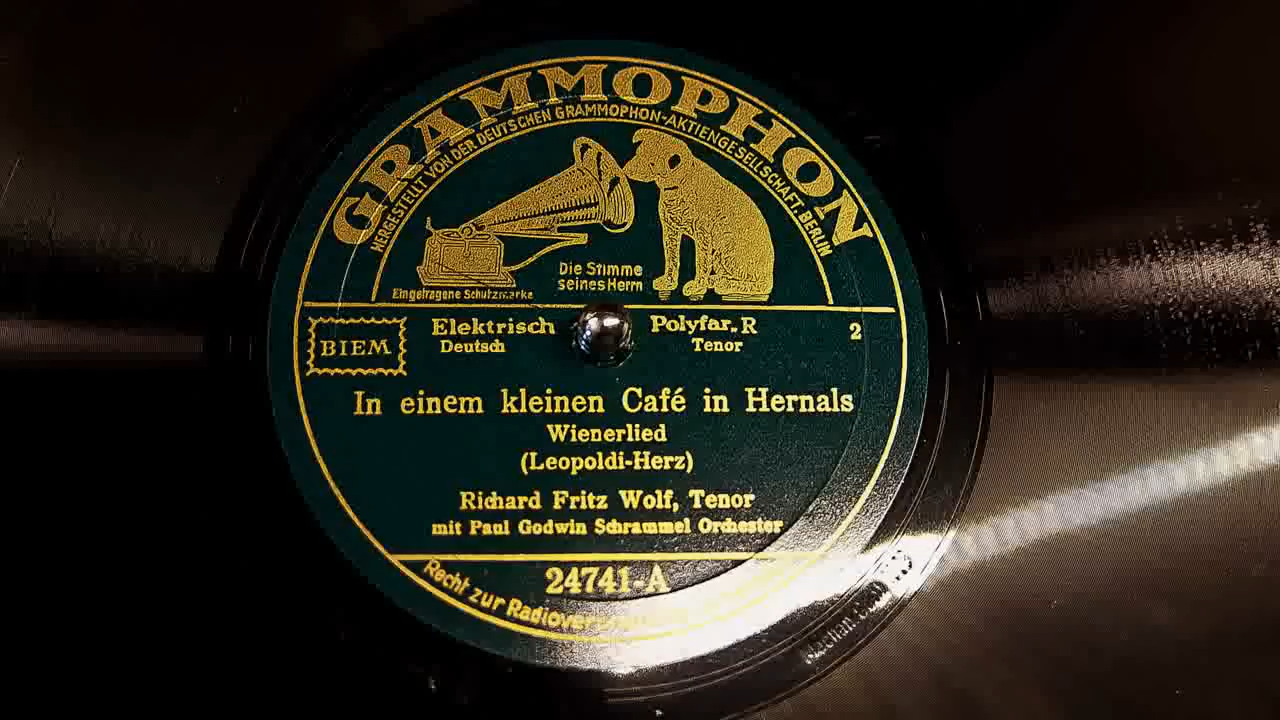 GRAMMOPHON
HERGESTELLT VON DER DEUTSCHEN GRAMMOPHON-AKTIENGESELLSCHAFT. BERLIN
Die Stimme
seines Herrn
Eingetragene Schutzmarke
BIEM
Elektrisch
Deutsch
Polyfar. R
Tenor
2
In einem kleinen Café in Hernals
Wienerlied
(Leopoldi-Herz)
Richard Fritz Wolf, Tenor
mit Paul Godwin Schrammel Orchester
24741-A
Recht zur